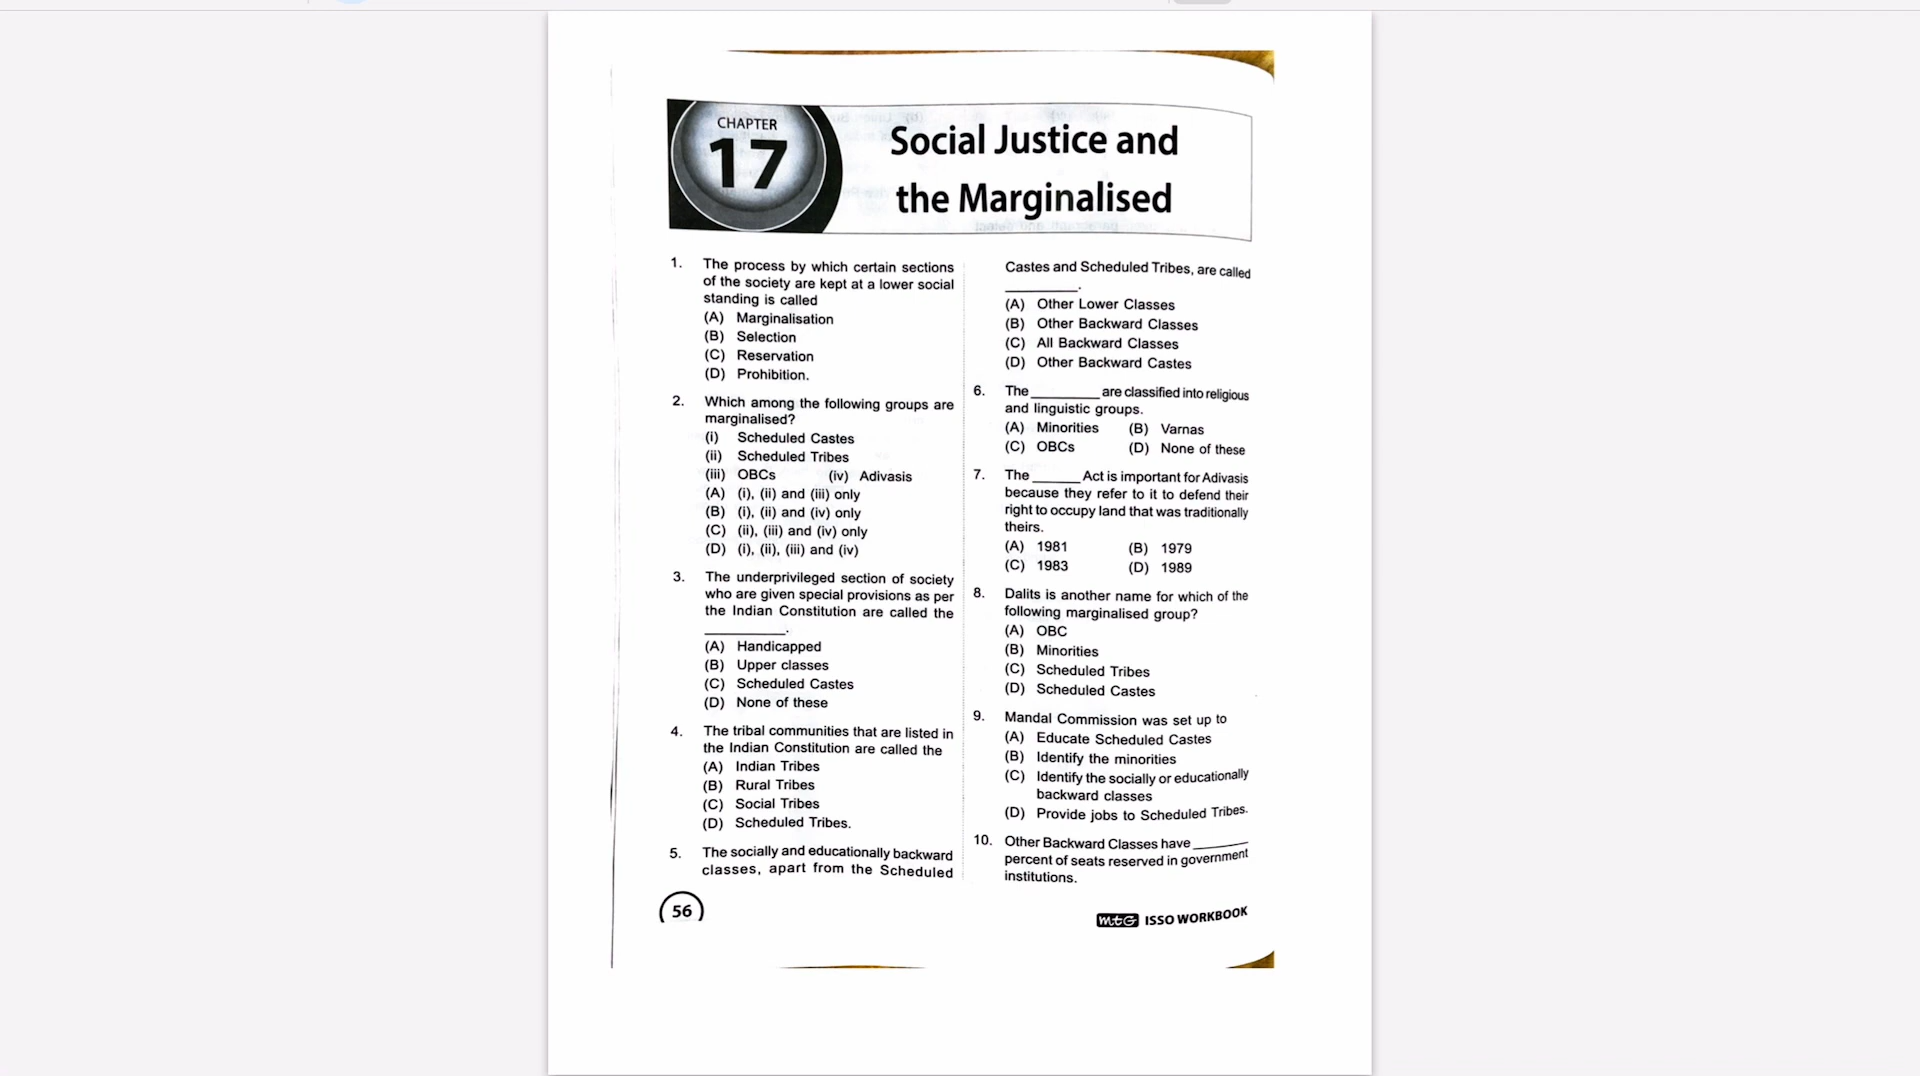 CHAPTER
17
Social Justice and
the Marginalised
1. The process by which certain sections
of the society are kept at a lower social
standing is called
(A) Marginalisation
(B) Selection
(C) Reservation
(D) Prohibition.
2. Which among the following groups are
marginalised?
(i) Scheduled Castes
(ii) Scheduled Tribes
(iii) OBCs (iv) Adivasis
(A) (i), (ii) and (iii) only
(B) (i), (ii) and (iv) only
(C) (ii), (iii) and (iv) only
(D) (i), (ii), (iii) and (iv)
3. The underprivileged section of society
who are given special provisions as per
the Indian Constitution are called the
__________.
(A) Handicapped
(B) Upper classes
(C) Scheduled Castes
(D) None of these
4. The tribal communities that are listed in
the Indian Constitution are called the
(A) Indian Tribes
(B) Rural Tribes
(C) Social Tribes
(D) Scheduled Tribes.
5. The socially and educationally backward
classes, apart from the Scheduled
Castes and Scheduled Tribes, are called
_________.
(A) Other Lower Classes
(B) Other Backward Classes
(C) All Backward Classes
(D) Other Backward Castes
6. The ________ are classified into religious
and linguistic groups.
(A) Minorities (B) Varnas
(C) OBCs (D) None of these
7. The ______ Act is important for Adivasis
because they refer to it to defend their
right to occupy land that was traditionally
theirs.
(A) 1981 (B) 1979
(C) 1983 (D) 1989
8. Dalits is another name for which of the
following marginalised group?
(A) OBC
(B) Minorities
(C) Scheduled Tribes
(D) Scheduled Castes
9. Mandal Commission was set up to
(A) Educate Scheduled Castes
(B) Identify the minorities
(C) Identify the socially or educationally
backward classes
(D) Provide jobs to Scheduled Tribes.
10. Other Backward Classes have _______
percent of seats reserved in government
institutions.
56
mtG ISSO WORKBOOK